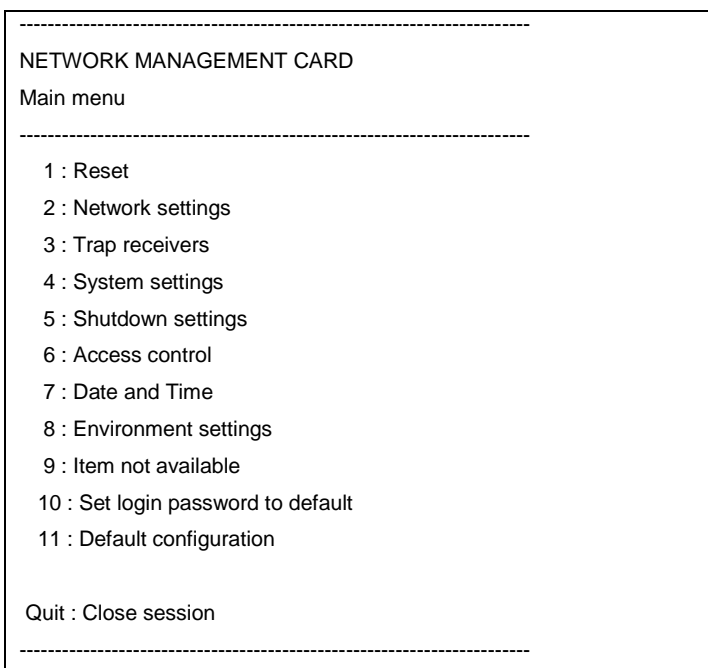 -------------------------------------------------------------------------
NETWORK MANAGEMENT CARD
Main menu
-------------------------------------------------------------------------
1 : Reset
2 : Network settings
3 : Trap receivers
4 : System settings
5 : Shutdown settings
6 : Access control
7 : Date and Time
8 : Environment settings
9 : Item not available
10 : Set login password to default
11 : Default configuration
Quit : Close session
-------------------------------------------------------------------------